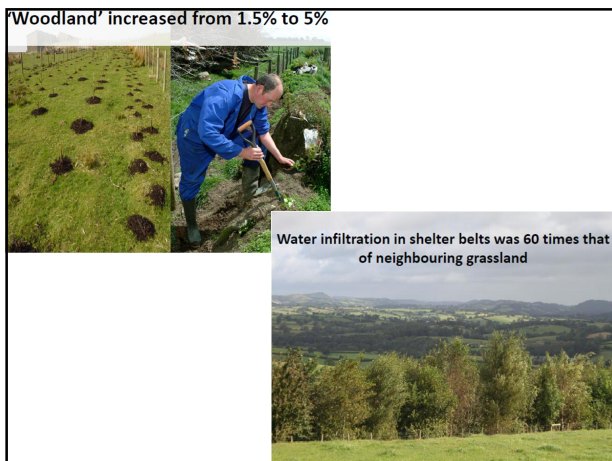 ‘Woodland’ increased from 1.5% to 5%
Water infiltration in shelter belts was 60 times that
of neighbouring grassland